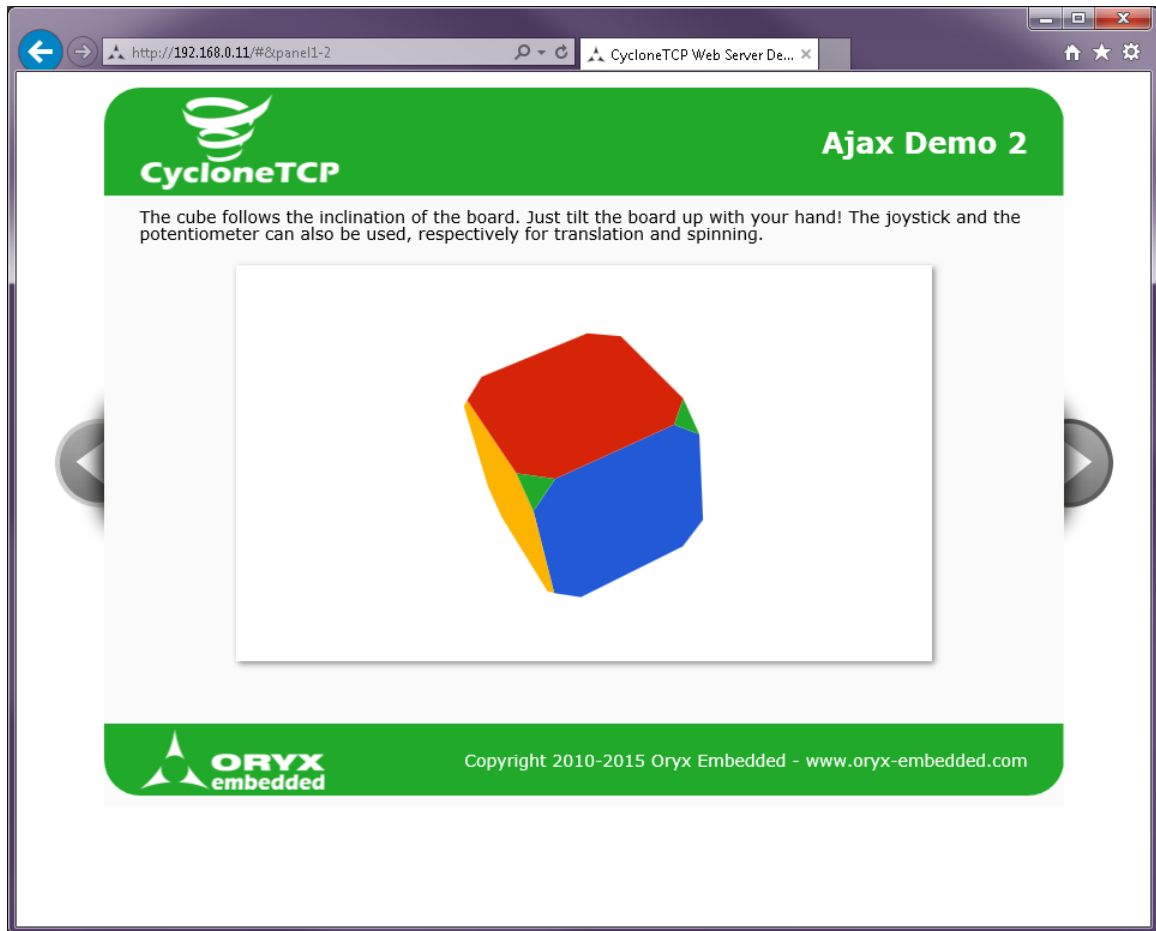 http://192.168.0.11/#&panel1-2
CycloneTCP Web Server De...
CycloneTCP
Ajax Demo 2
The cube follows the inclination of the board. Just tilt the board up with your hand! The joystick and the
potentiometer can also be used, respectively for translation and spinning.
ORYX
embedded
Copyright 2010-2015 Oryx Embedded - www.oryx-embedded.com